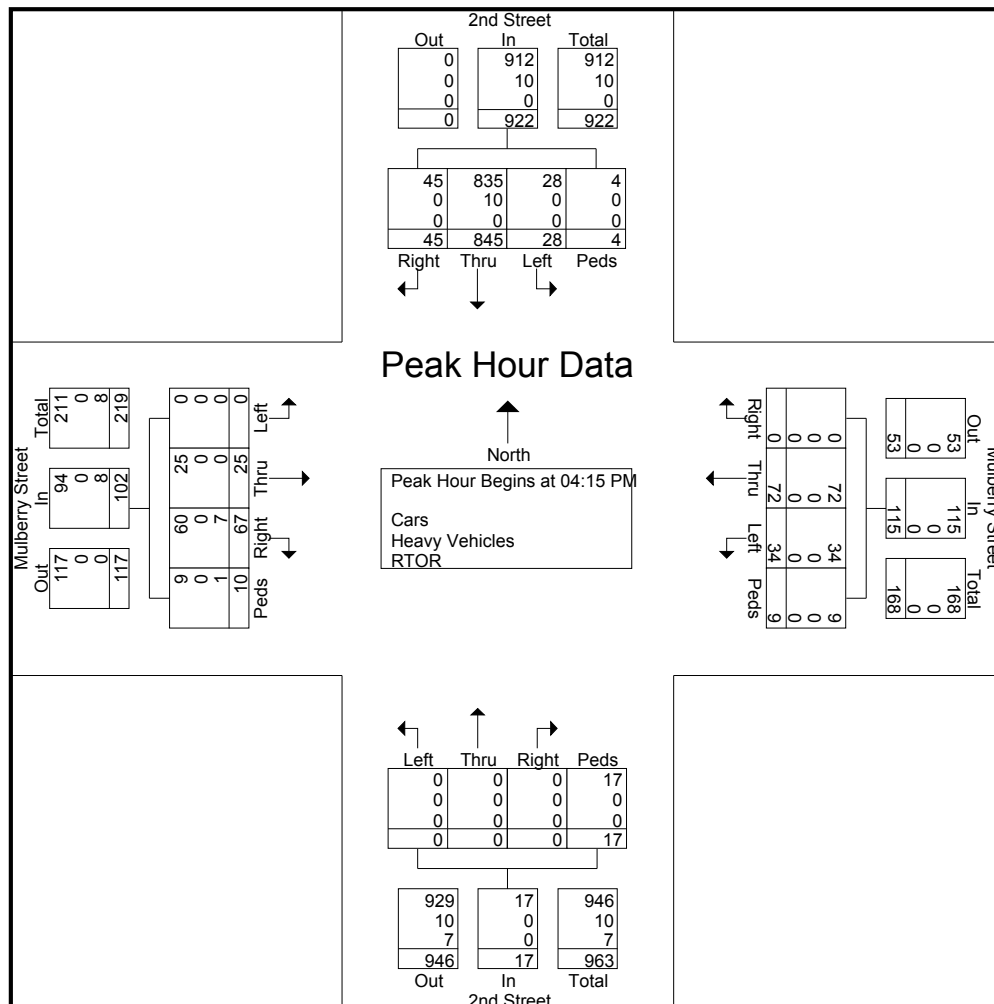 2nd Street
Out In Total
0 912 912
0 10 10
0 0 0
0 922 922
45 835 28 4
0 10 0 0
0 0 0 0
45 845 28 4
Right Thru Left Peds
Peak Hour Data
North
Peak Hour Begins at 04:15 PM
Cars
Heavy Vehicles
RTOR
Mulberry Street
Total In Out
211 0 8 219
94 0 8 102
117 0 0 117
0 0 0 0 Left
25 0 0 25 Thru
60 0 7 67 Right
9 0 1 10 Peds
Right 0 0 0 0
Thru 72 0 0 72
Left 34 0 0 34
Peds 9 0 0 9
Out In Total
53 0 0 53
115 0 0 115
168 0 0 168
Mulberry Street
Left Thru Right Peds
0 0 0 17
0 0 0 0
0 0 0 0
0 0 0 17
929 17 946
10 0 10
7 0 7
946 17 963
Out In Total
2nd Street